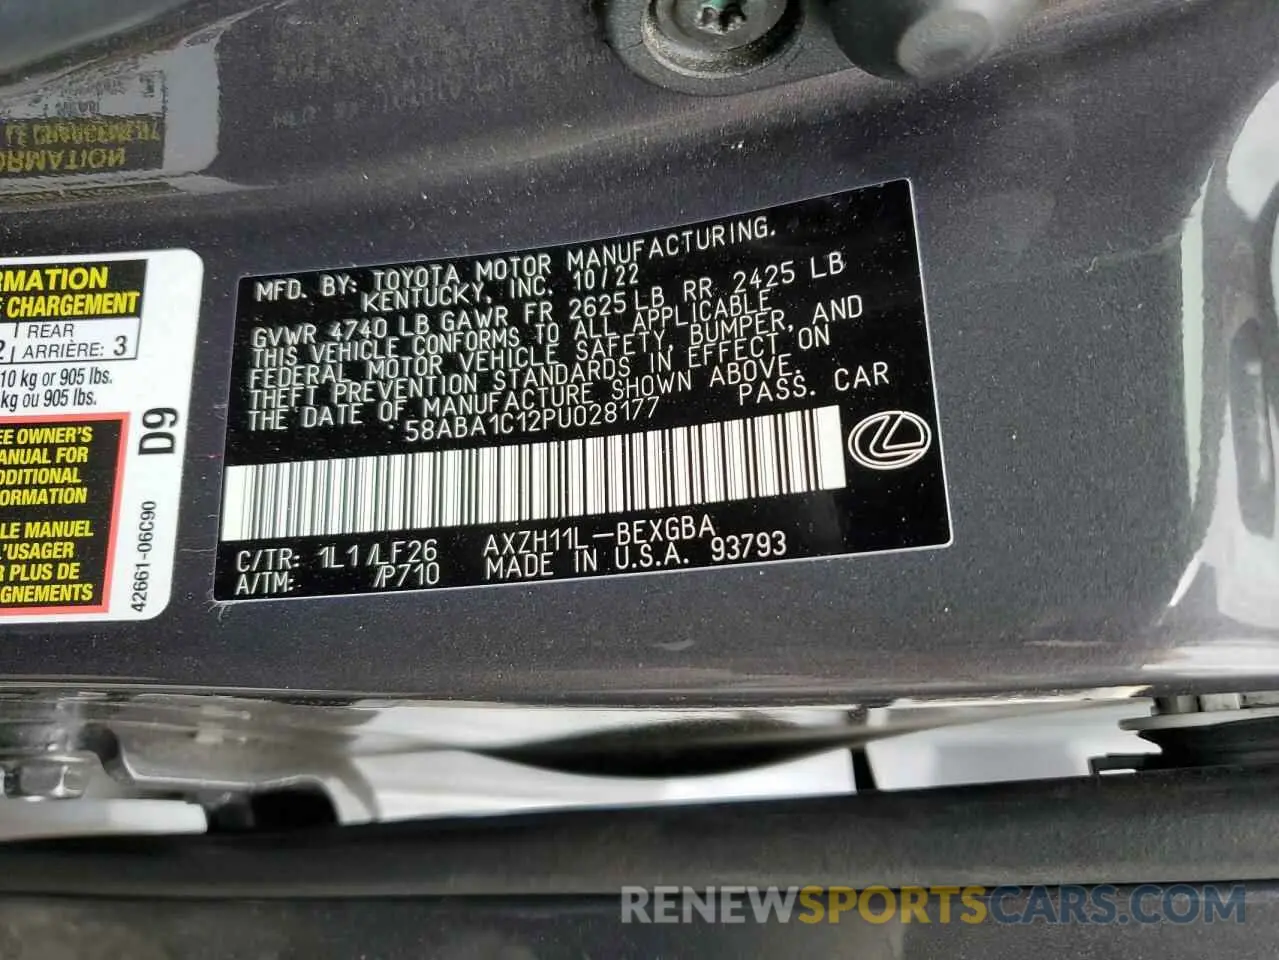 RMATION
E CHARGEMENT
2 REAR
ARRIÈRE: 3
10 kg or 905 lbs.
kg ou 905 lbs.
EE OWNER'S
ANUAL FOR
DDITIONAL
FORMATION
LE MANUEL
L'USAGER
R PLUS DE
IGNEMENTS
D9
42661-06C90
MFD. BY: TOYOTA MOTOR MANUFACTURING.
KENTUCKY, INC. 10/22
GVWR 4740 LB GAWR FR 2625 LB RR 2425 LB
THIS VEHICLE CONFORMS TO ALL APPLICABLE
FEDERAL MOTOR VEHICLE SAFETY, BUMPER, AND
THEFT PREVENTION STANDARDS IN EFFECT ON
THE DATE OF MANUFACTURE SHOWN ABOVE.
58ABA1C12PU028177 PASS. CAR
C/TR: 1L1/LF26 AXZH11L-BEXGBA
A/TM: /P710 MADE IN U.S.A. 93793
RENEWSPORTSCARS.COM